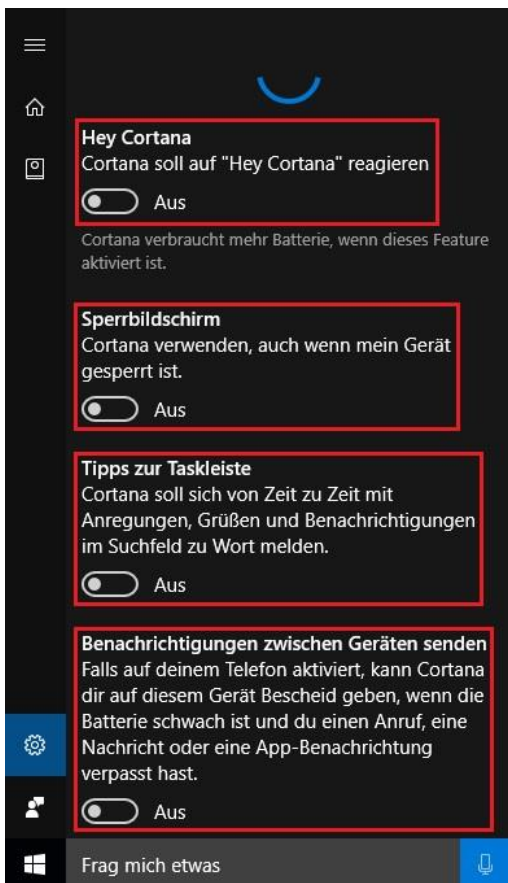 Hey Cortana
Cortana soll auf "Hey Cortana" reagieren
Aus
Cortana verbraucht mehr Batterie, wenn dieses Feature
aktiviert ist.
Sperrbildschirm
Cortana verwenden, auch wenn mein Gerät
gesperrt ist.
Aus
Tipps zur Taskleiste
Cortana soll sich von Zeit zu Zeit mit
Anregungen, Grüßen und Benachrichtigungen
im Suchfeld zu Wort melden.
Aus
Benachrichtigungen zwischen Geräten senden
Falls auf deinem Telefon aktiviert, kann Cortana
dir auf diesem Gerät Bescheid geben, wenn die
Batterie schwach ist und du einen Anruf, eine
Nachricht oder eine App-Benachrichtung
verpasst hast.
Aus
Frag mich etwas